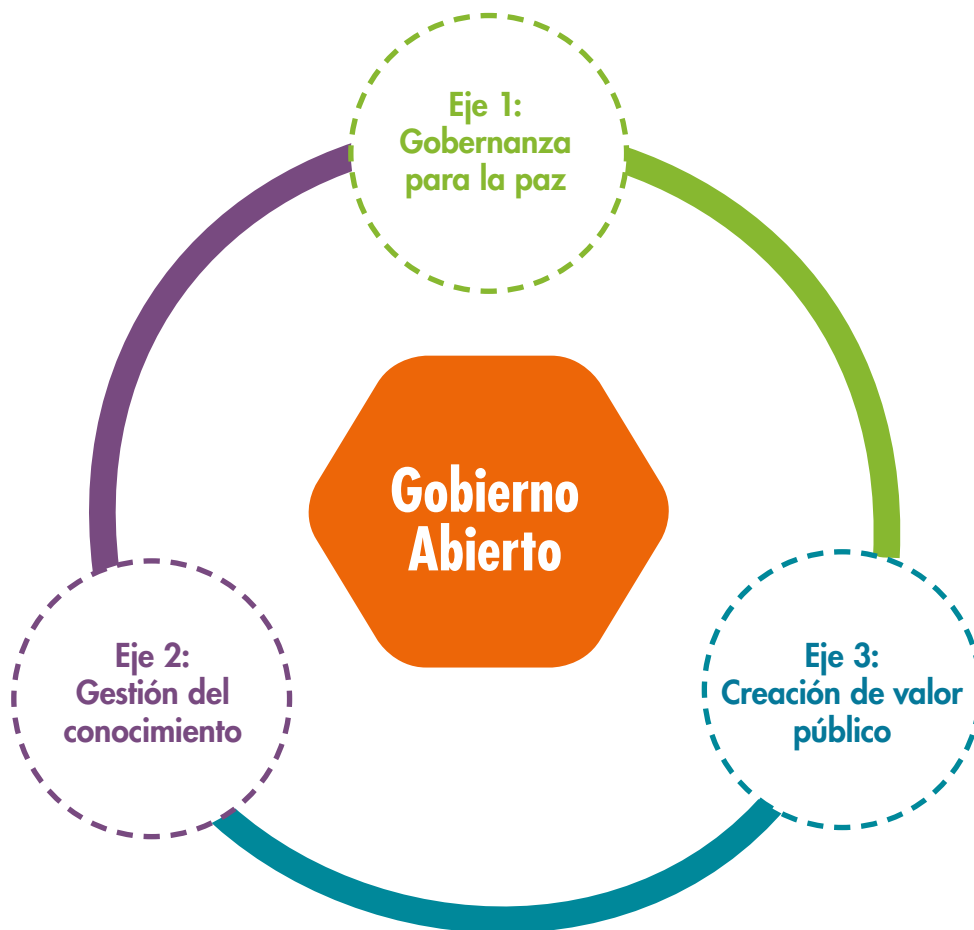 Eje 1:
Gobernanza
para la paz
Gobierno
Abierto
Eje 2:
Gestión del
conocimiento
Eje 3:
Creación de valor
público